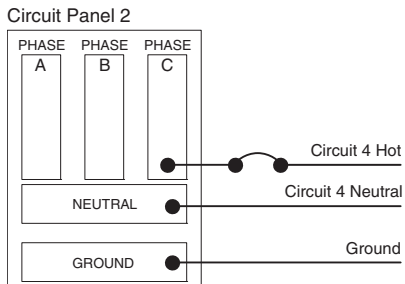 Circuit Panel 2
PHASE PHASE PHASE
A B C
Circuit 4 Hot
Circuit 4 Neutral
NEUTRAL
Ground
GROUND